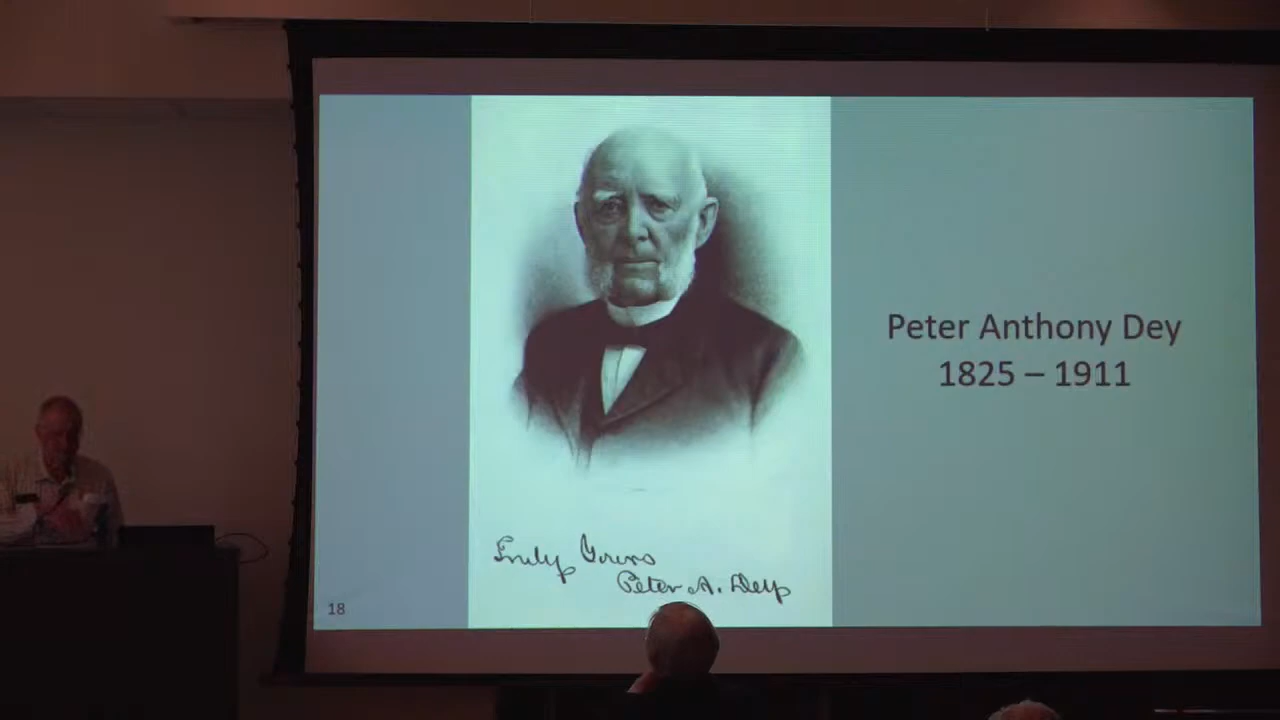 Peter Anthony Dey
1825 – 1911
Truly Yours
Peter A. Dey
18